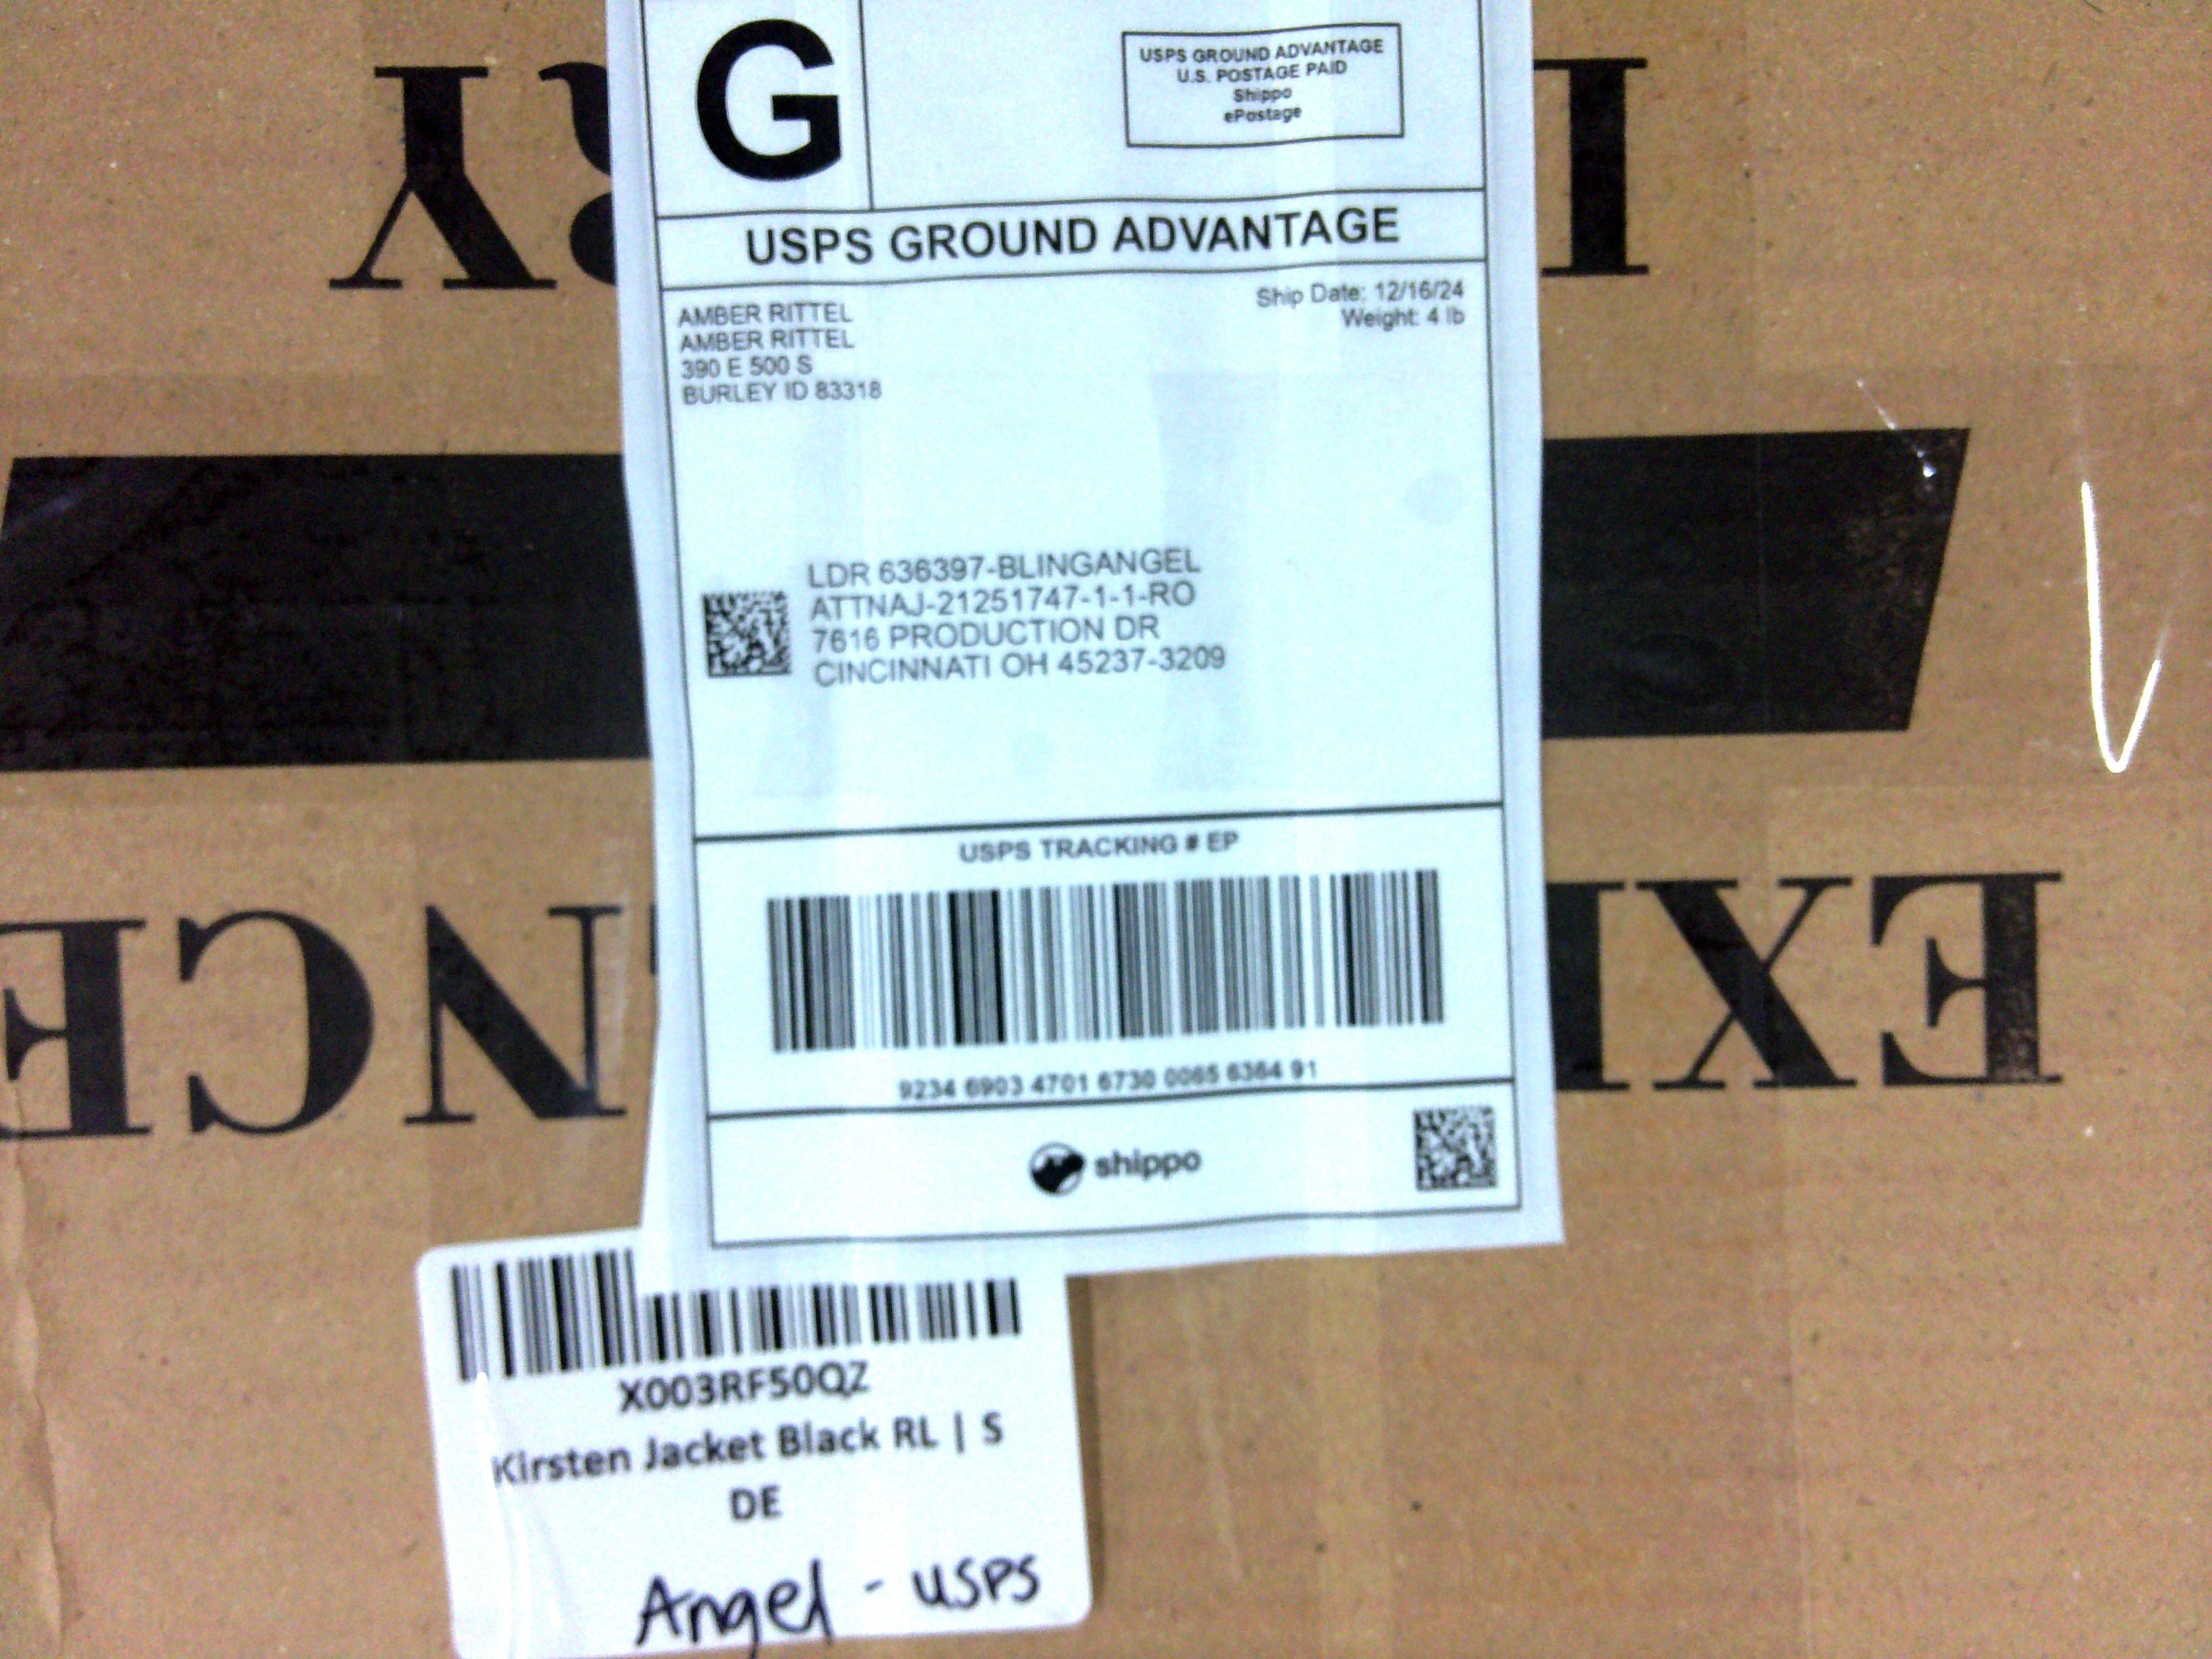 G
USPS GROUND ADVANTAGE
U.S. POSTAGE PAID
Shippo
ePostage
USPS GROUND ADVANTAGE
AMBER RITTEL
AMBER RITTEL
390 E 500 S
BURLEY ID 83318
Ship Date: 12/16/24
Weight: 4 lb
LDR 636397-BLINGANGEL
ATTNAJ-21251747-1-1-RO
7616 PRODUCTION DR
CINCINNATI OH 45237-3209
USPS TRACKING # EP
9234 6903 4701 6730 0065 6364 91
shippo
X003RF50QZ
Kirsten Jacket Black RL | S
DE
Angel - USPS